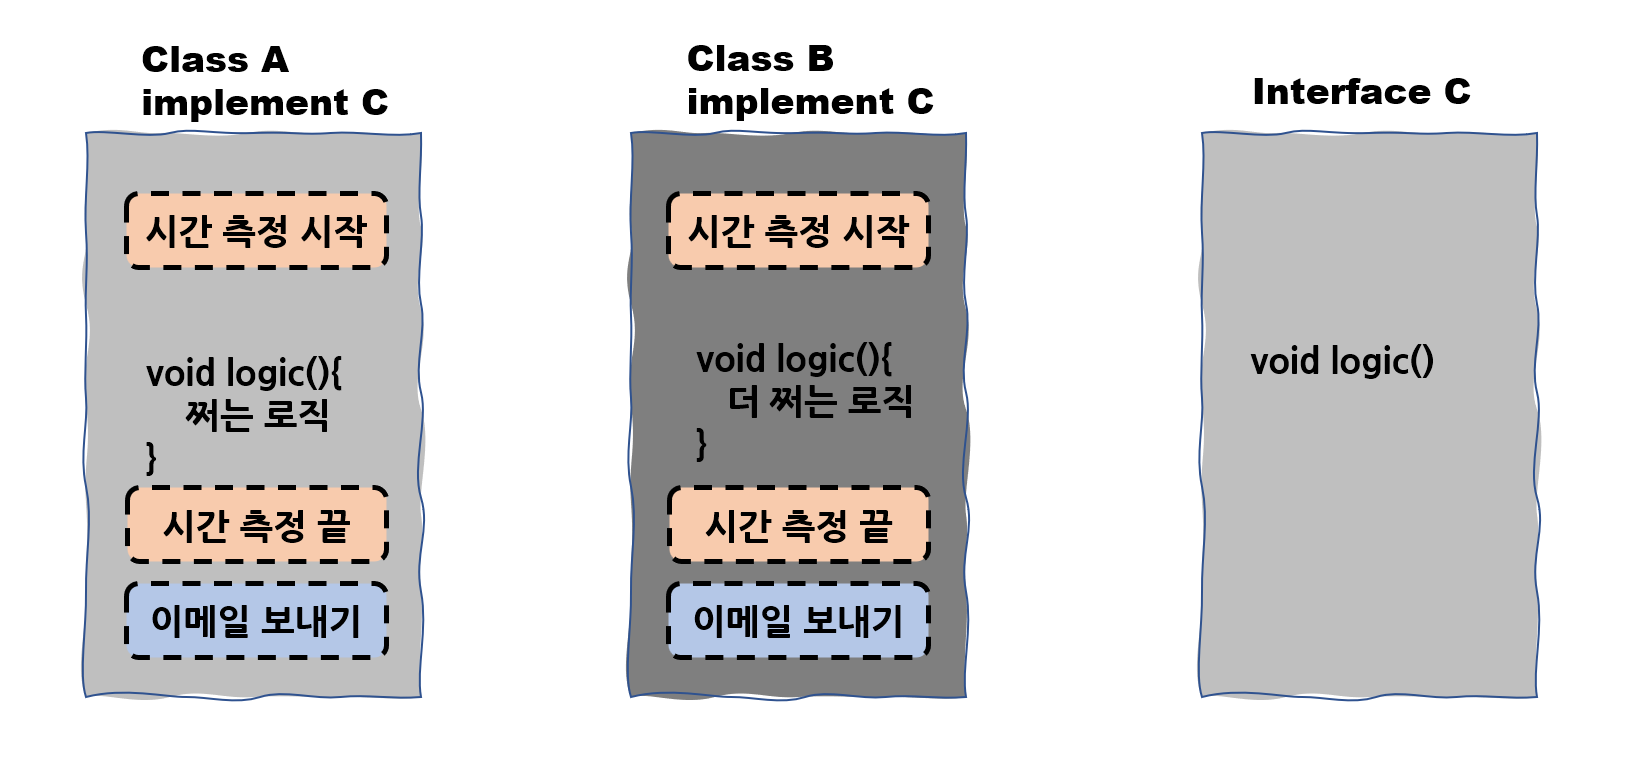 Class A
implement C
시간 측정 시작
void logic(){
쩌는 로직
}
시간 측정 끝
이메일 보내기
Class B
implement C
시간 측정 시작
void logic(){
더 쩌는 로직
}
시간 측정 끝
이메일 보내기
Interface C
void logic()